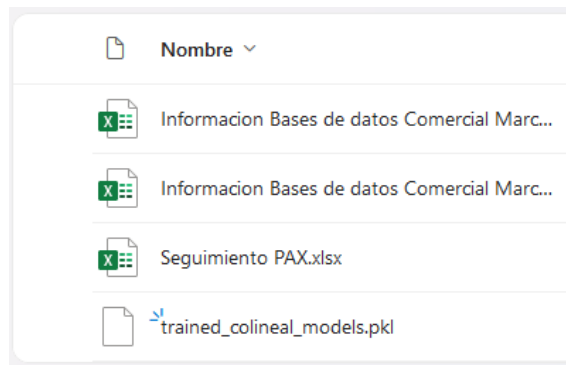 Nombre
Informacion Bases de datos Comercial Marc...
Informacion Bases de datos Comercial Marc...
Seguimiento PAX.xlsx
trained_colineal_models.pkl